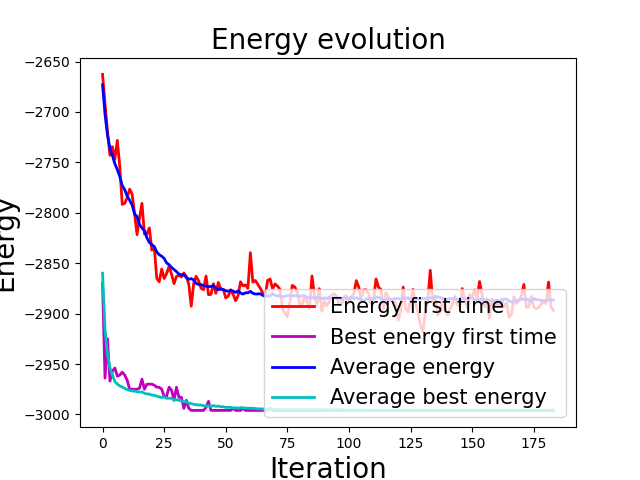 Energy evolution
Energy
−2650
−2700
−2750
−2800
−2850
−2900
−2950
−3000
Energy first time
Best energy first time
Average energy
Average best energy
0 25 50 75 100 125 150 175
Iteration